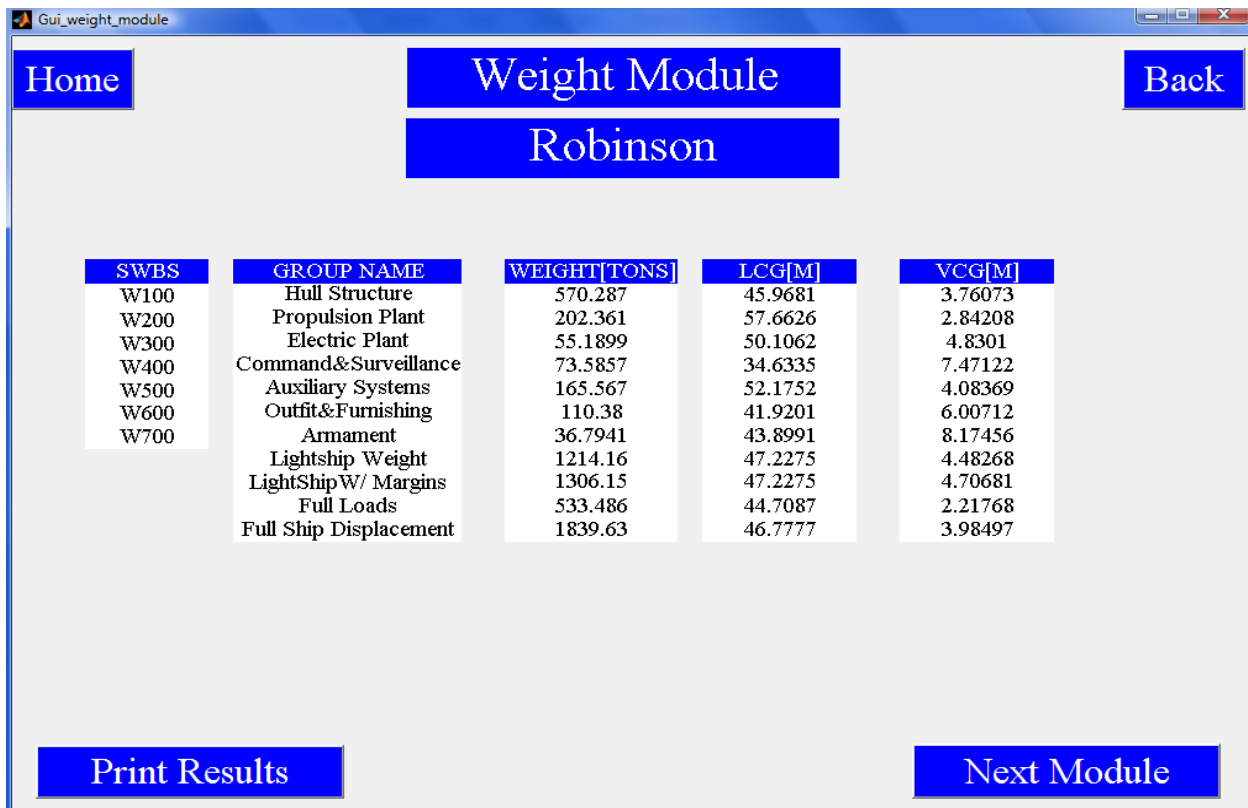 Gui_weight_module
Home
Weight Module
Back
Robinson
SWBS GROUP NAME WEIGHT[TONS] LCG[M] VCG[M]
W100 Hull Structure 570.287 45.9681 3.76073
W200 Propulsion Plant 202.361 57.6626 2.84208
W300 Electric Plant 55.1899 50.1062 4.8301
W400 Command&Surveillance 73.5857 34.6335 7.47122
W500 Auxiliary Systems 165.567 52.1752 4.08369
W600 Outfit&Furnishing 110.38 41.9201 6.00712
W700 Armament 36.7941 43.8991 8.17456
Lightship Weight 1214.16 47.2275 4.48268
LightShipW/ Margins 1306.15 47.2275 4.70681
Full Loads 533.486 44.7087 2.21768
Full Ship Displacement 1839.63 46.7777 3.98497
Print Results
Next Module